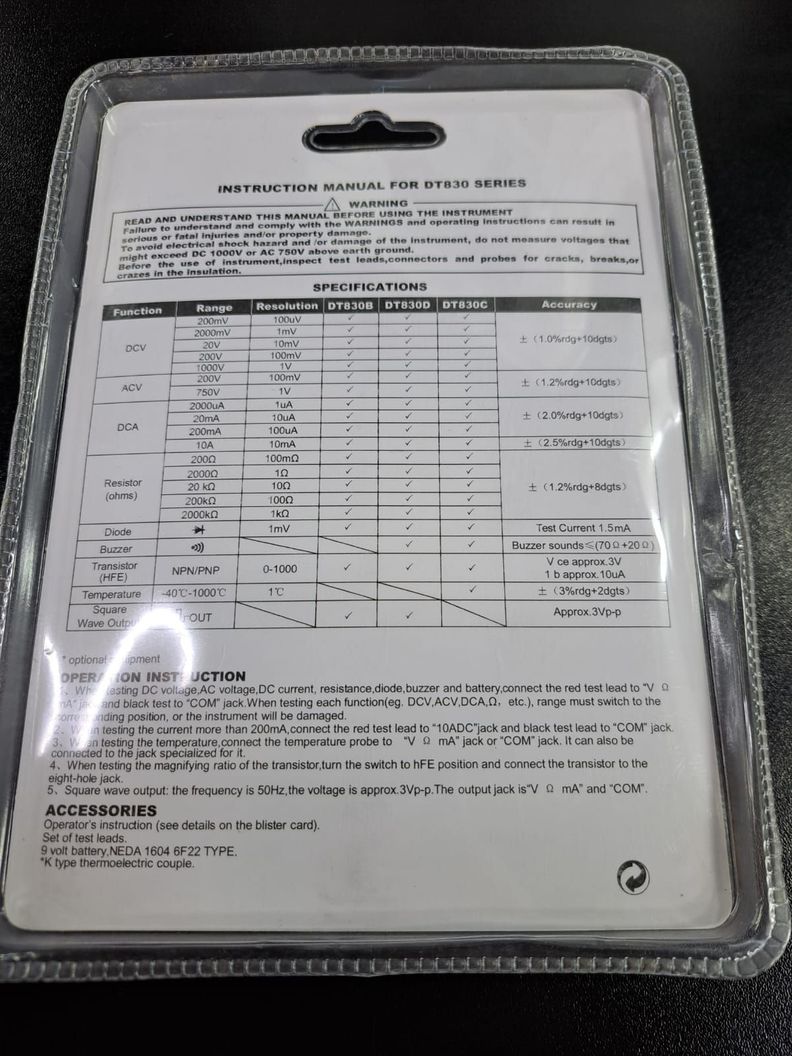 INSTRUCTION MANUAL FOR DT830 SERIES
WARNING
READ AND UNDERSTAND THIS MANUAL BEFORE USING THE INSTRUMENT
Failure to understand and comply with the WARNINGS and operating instructions can result in
serious or fatal injuries and/or property damage.
To avoid electrical shock hazard and /or damage of the instrument, do not measure voltages that
might exceed DC 1000V or AC 750V above earth ground.
Before the use of instrument,inspect test leads,connectors and probes for cracks, breaks,or
crazes in the insulation.
SPECIFICATIONS
Function Range Resolution DT830B DT830D DT830C Accuracy
DCV 200mV 100uV ✓ ✓ ✓ ± (1.0%rdg+10dgts)
2000mV 1mV ✓ ✓ ✓
20V 10mV ✓ ✓ ✓
200V 100mV ✓ ✓ ✓
1000V 1V ✓ ✓ ✓
ACV 200V 100mV ✓ ✓ ✓ ± (1.2%rdg+10dgts)
750V 1V ✓ ✓ ✓
DCA 2000uA 1uA ✓ ✓ ✓ ± (2.0%rdg+10dgts)
20mA 10uA ✓ ✓ ✓
200mA 100uA ✓ ✓ ✓
10A 10mA ✓ ✓ ✓ ± (2.5%rdg+10dgts)
Resistor (ohms) 200Ω 100mΩ ✓ ✓ ✓ ± (1.2%rdg+8dgts)
2000Ω 1Ω ✓ ✓ ✓
20 kΩ 10Ω ✓ ✓ ✓
200kΩ 100Ω ✓ ✓ ✓
2000kΩ 1kΩ ✓ ✓ ✓
Diode 1mV ✓ ✓ ✓ Test Current 1.5mA
Buzzer ✓ ✓ Buzzer sounds≤(70Ω+20Ω)
Transistor (HFE) NPN/PNP 0-1000 ✓ ✓ ✓ V ce approx.3V
1 b approx.10uA
Temperature -40℃-1000℃ 1℃ ✓ ± (3%rdg+2dgts)
Square Wave Output OUT ✓ ✓ Approx.3Vp-p
* optional
OPERATION INSTRUCTION
1、When testing DC voltage,AC voltage,DC current, resistance,diode,buzzer and battery,connect the red test lead to "V Ω
mA" jack and black test to "COM" jack.When testing each function(eg. DCV,ACV,DCA,Ω, etc.), range must switch to the
corresponding position, or the instrument will be damaged.
2、When testing the current more than 200mA,connect the red test lead to "10ADC"jack and black test lead to "COM" jack.
3、When testing the temperature,connect the temperature probe to "V Ω mA" jack or "COM" jack. It can also be
connected to the jack specialized for it.
4、When testing the magnifying ratio of the transistor,turn the switch to hFE position and connect the transistor to the
eight-hole jack.
5、Square wave output: the frequency is 50Hz,the voltage is approx.3Vp-p.The output jack is"V Ω mA" and "COM".
ACCESSORIES
Operator's instruction (see details on the blister card).
Set of test leads.
9 volt battery,NEDA 1604 6F22 TYPE.
*K type thermoelectric couple.